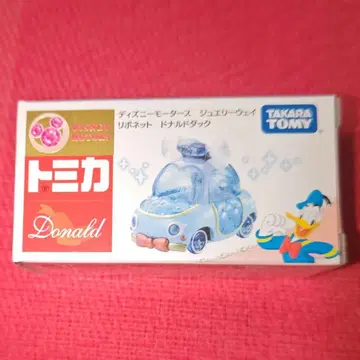 ディズニーモータース ジュエリーウェイ
リボネット ドナルドダック
TAKARA
TOMY
トミカ
Donald